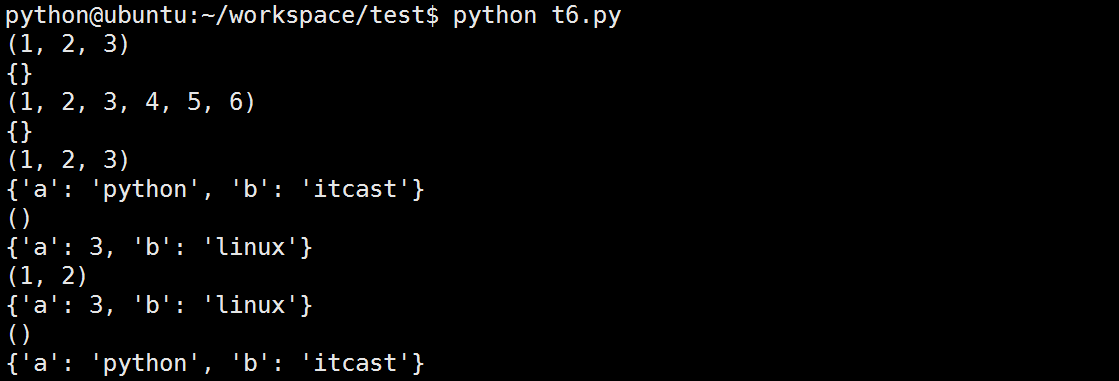 python@ubuntu:~/workspace/test$ python t6.py
(1, 2, 3)
{}
(1, 2, 3, 4, 5, 6)
{}
(1, 2, 3)
{'a': 'python', 'b': 'itcast'}
()
{'a': 3, 'b': 'linux'}
(1, 2)
{'a': 3, 'b': 'linux'}
()
{'a': 'python', 'b': 'itcast'}